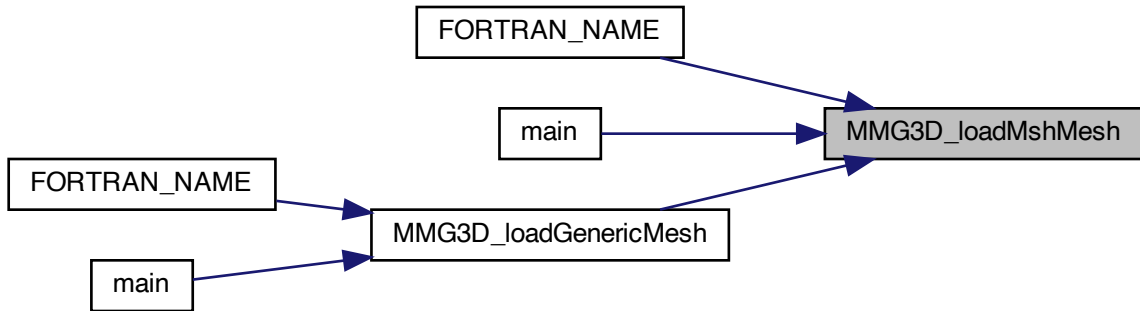 FORTRAN_NAME
main
MMG3D_loadMshMesh
FORTRAN_NAME
MMG3D_loadGenericMesh
main